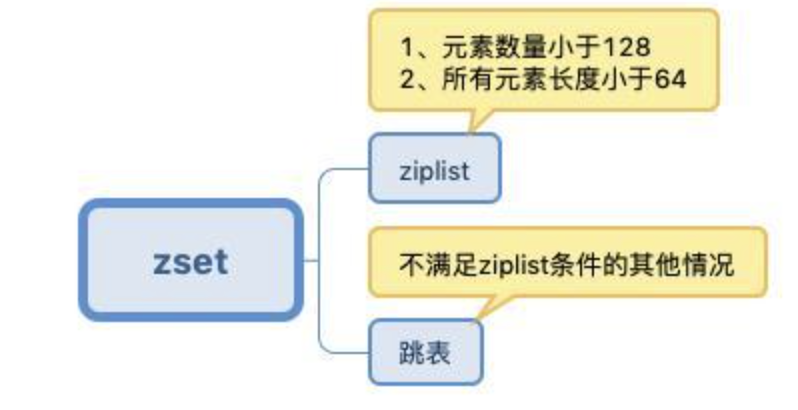 1、元素数量小于128
2、所有元素长度小于64
ziplist
zset
不满足ziplist条件的其他情况
跳表